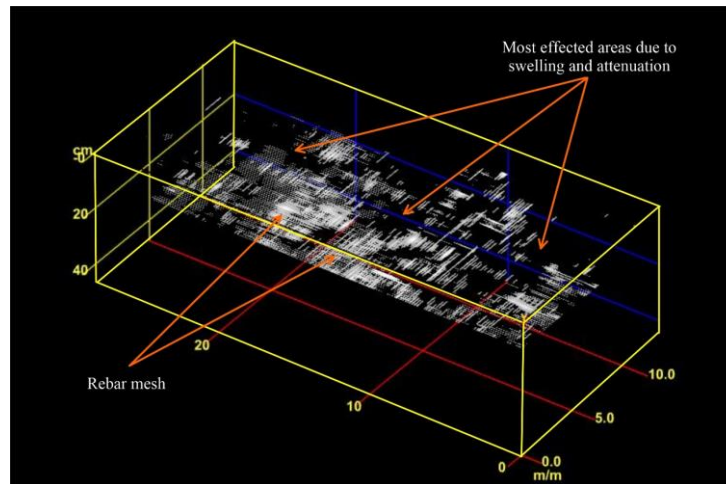 Most effected areas due to
swelling and attenuation
cm
0
20
40
Rebar mesh
20
10
0
10.0
5.0
0.0
m/m